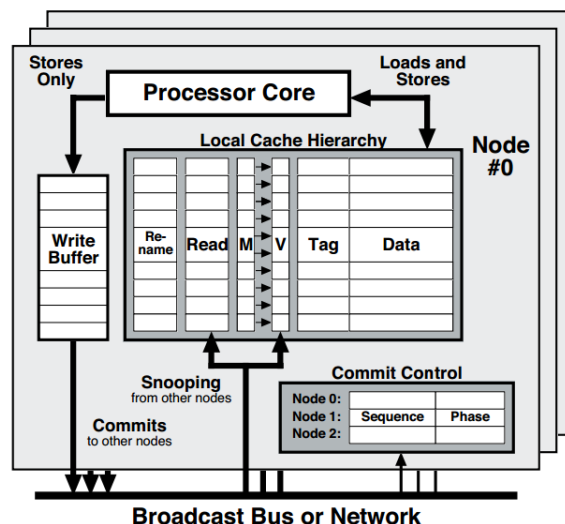 Stores
Only
Loads and
Stores
Processor Core
Local Cache Hierarchy
Node
#0
Write
Buffer
Re-
name
Read
M
V
Tag
Data
Snooping
from other nodes
Commits
to other nodes
Commit Control
Node 0:
Node 1:
Sequence
Phase
Node 2:
Broadcast Bus or Network